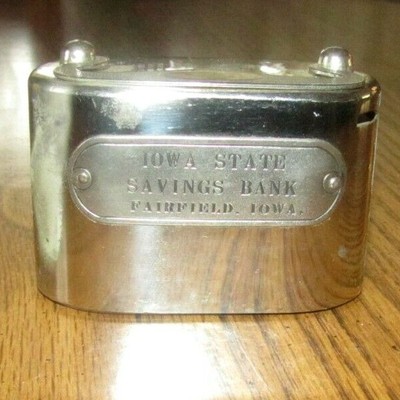 IOWA STATE
SAVINGS BANK
FAIRFIELD, IOWA.